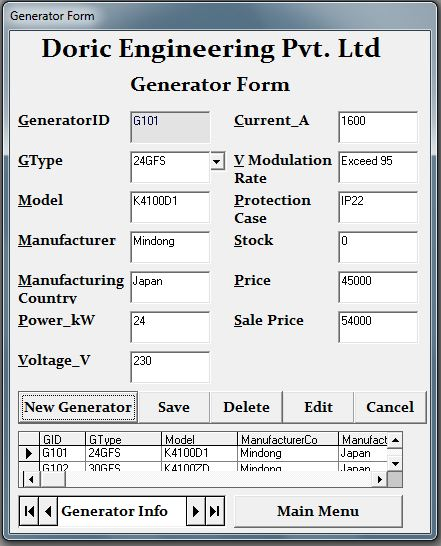 Generator Form
Doric Engineering Pvt. Ltd
Generator Form
GeneratorID G101 Current_A 1600
GType 24GFS V Modulation Rate Exceed 95
Model K4100D1 Protection Case IP22
Manufacturer Mindong Stock 0
Manufacturing Country Japan Price 45000
Power_kW 24 Sale Price 54000
Voltage_V 230
New Generator Save Delete Edit Cancel
GID GType Model ManufacturerCo Manufact
G101 24GFS K4100D1 Mindong Japan
G102 30GFS K4100ZD Mindong Japan
Generator Info Main Menu